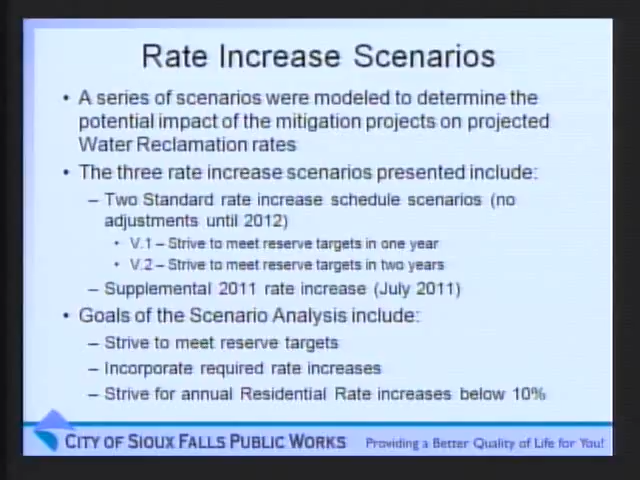 Rate Increase Scenarios
• A series of scenarios were modeled to determine the
potential impact of the mitigation projects on projected
Water Reclamation rates
• The three rate increase scenarios presented include:
– Two Standard rate increase schedule scenarios (no
adjustments until 2012)
• V.1 – Strive to meet reserve targets in one year
• V.2 – Strive to meet reserve targets in two years
– Supplemental 2011 rate increase (July 2011)
• Goals of the Scenario Analysis include:
– Strive to meet reserve targets
– Incorporate required rate increases
– Strive for annual Residential Rate increases below 10%
CITY OF SIOUX FALLS PUBLIC WORKS Providing a Better Quality of Life for You!